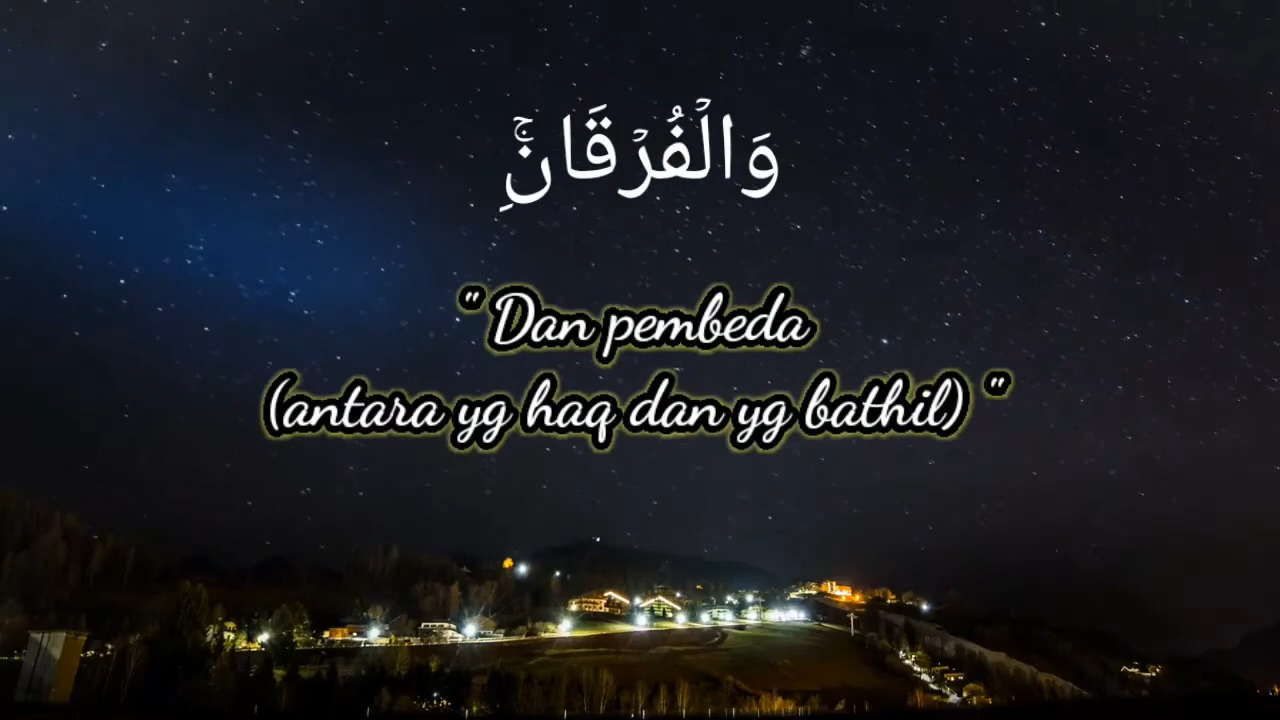 وَالۡفُرۡقَانِۚ
" Dan pembeda
(antara yg haq dan yg bathil) "